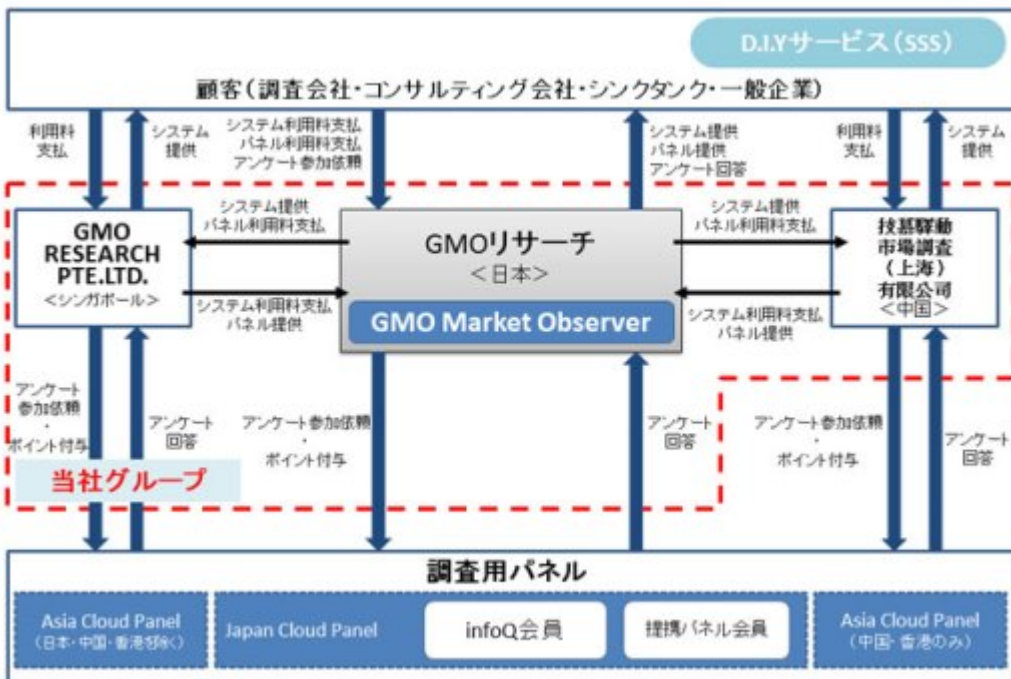 D.I.Yサービス(SSS)
顧客(調査会社・コンサルティング会社・シンクタンク・一般企業)
利用料
支払
システム
提供
システム利用料支払
パネル利用料支払
アンケート参加依頼
システム提供
パネル提供
アンケート回答
利用料
支払
システム
提供
GMO
RESEARCH
PTE.LTD.
<シンガポール>
システム提供
パネル利用料支払
システム利用料支払
パネル提供
GMOリサーチ
<日本>
GMO Market Observer
システム提供
パネル利用料支払
システム利用料支払
パネル提供
技慕驛動
市場調査
(上海)
有限公司
<中国>
アンケート
参加依頼
・
ポイント付与
アンケート
回答
アンケート参加依頼
・
ポイント付与
アンケート
回答
アンケート参加依頼
・
ポイント付与
アンケート
回答
当社グループ
調査用パネル
Asia Cloud Panel
(日本・中国・香港を除く)
Japan Cloud Panel
infoQ会員
提携パネル会員
Asia Cloud Panel
(中国・香港のみ)